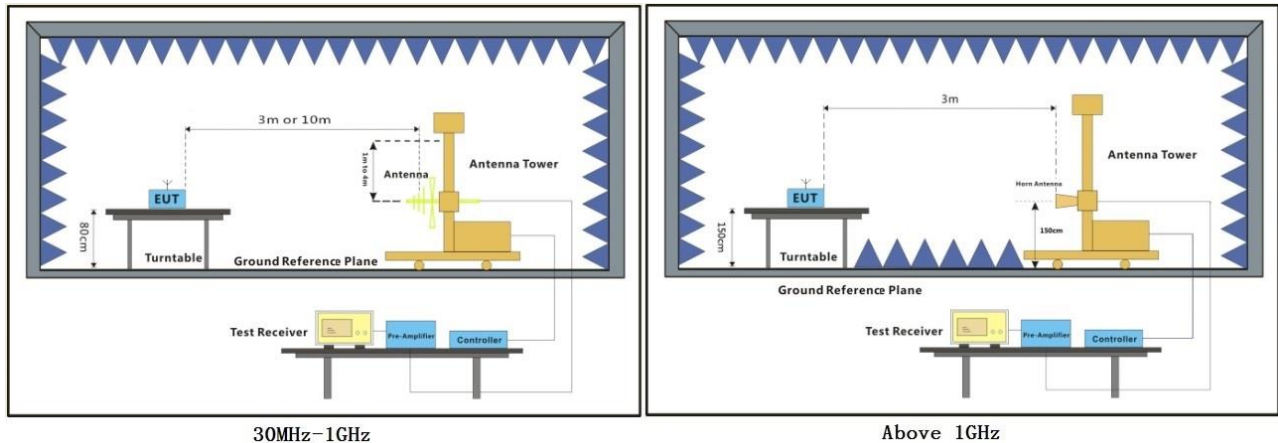 3m or 10m
1m to 4m
Antenna
Antenna Tower
EUT
80cm
Turntable
Ground Reference Plane
Test Receiver
Pre-Amplifier
Controller
30MHz-1GHz
3m
Antenna Tower
Horn Antenna
EUT
150cm
150cm
Turntable
Ground Reference Plane
Test Receiver
Pre-Amplifier
Controller
Above 1GHz